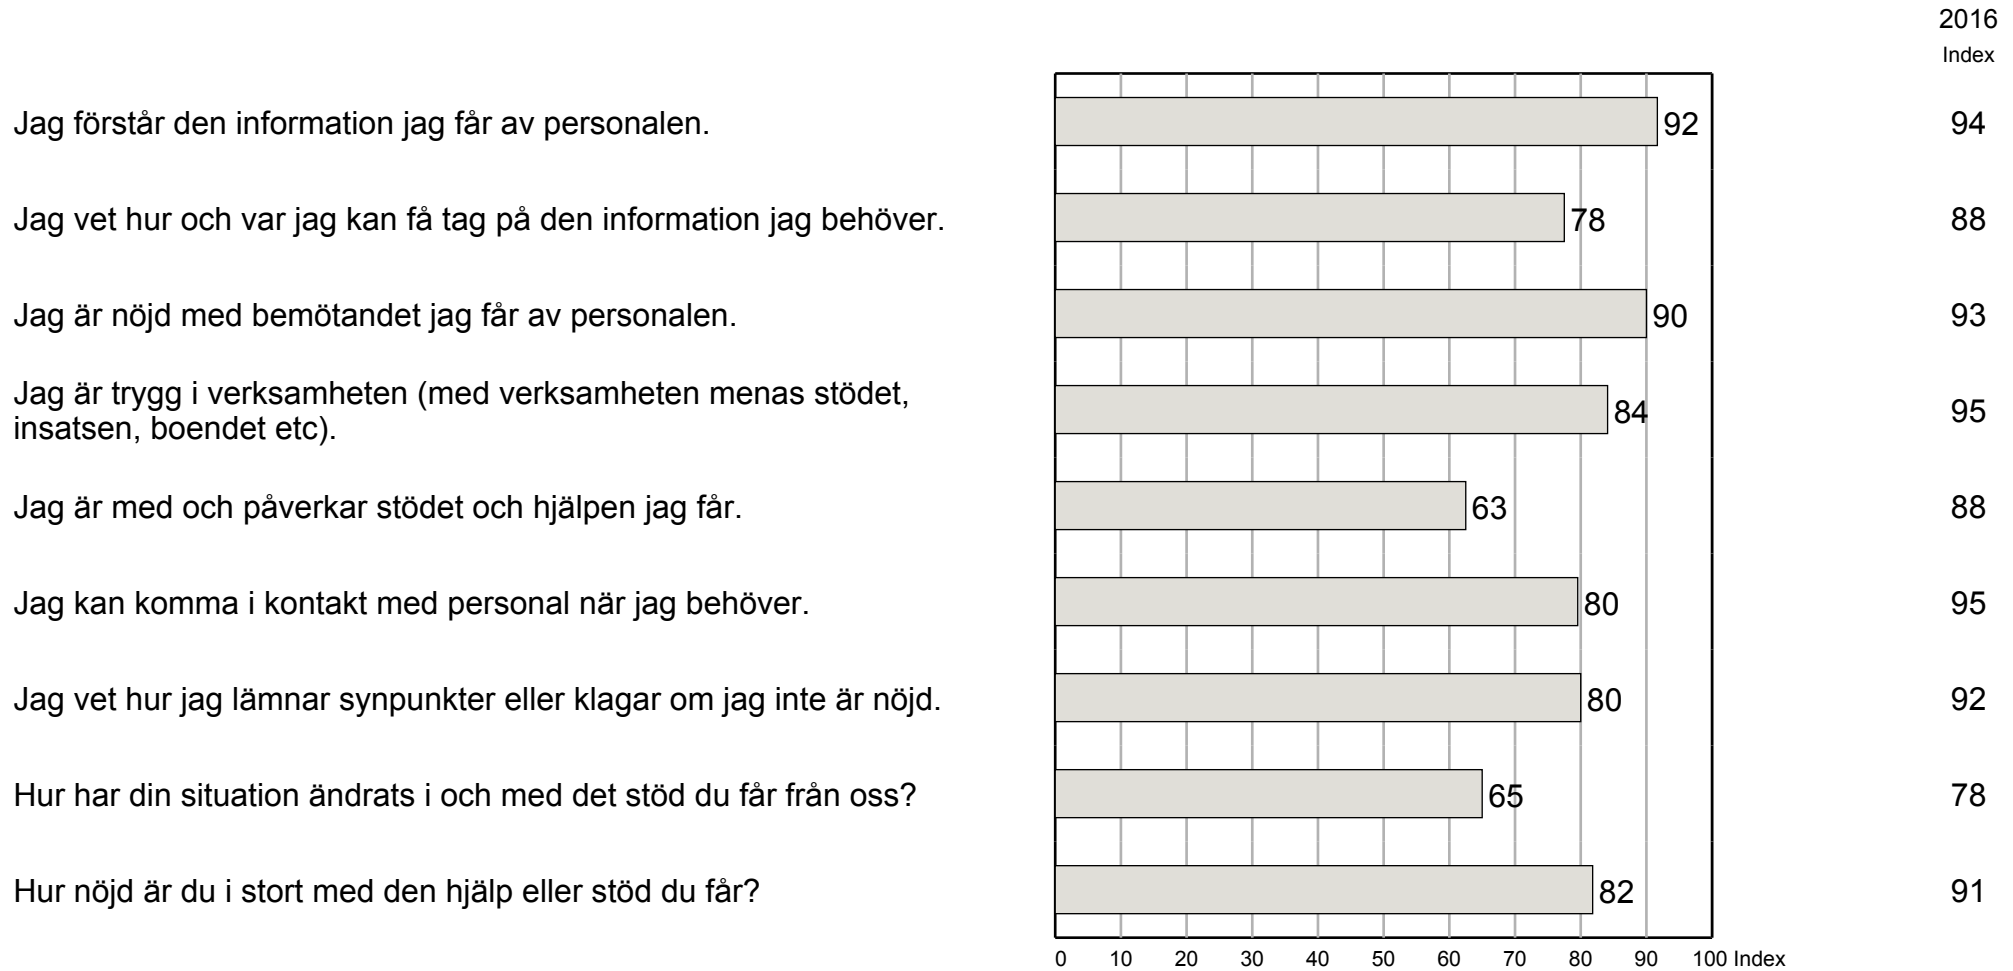 2016
Index
Jag förstår den information jag får av personalen. 92 94
Jag vet hur och var jag kan få tag på den information jag behöver. 78 88
Jag är nöjd med bemötandet jag får av personalen. 90 93
Jag är trygg i verksamheten (med verksamheten menas stödet,
insatsen, boendet etc). 84 95
Jag är med och påverkar stödet och hjälpen jag får. 63 88
Jag kan komma i kontakt med personal när jag behöver. 80 95
Jag vet hur jag lämnar synpunkter eller klagar om jag inte är nöjd. 80 92
Hur har din situation ändrats i och med det stöd du får från oss? 65 78
Hur nöjd är du i stort med den hjälp eller stöd du får? 82 91
0 10 20 30 40 50 60 70 80 90 100 Index